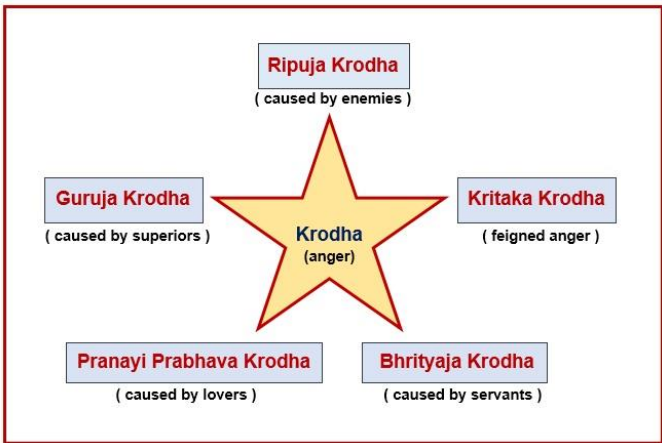 Ripuja Krodha
( caused by enemies )
Guruja Krodha
( caused by superiors )
Kritaka Krodha
( feigned anger )
Krodha
(anger)
Pranayi Prabhava Krodha
( caused by lovers )
Bhrityaja Krodha
( caused by servants )